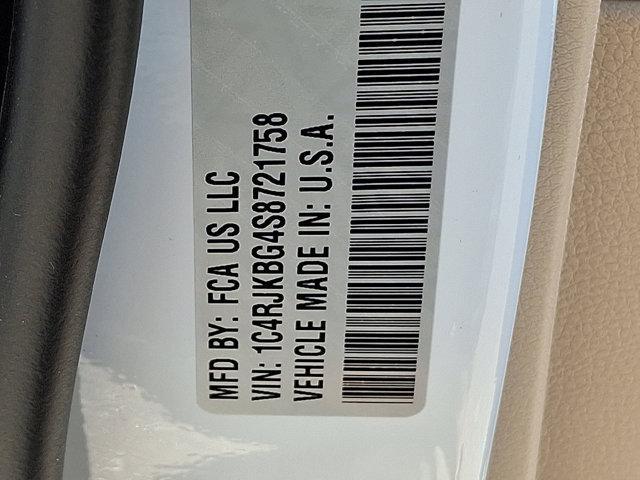 MFD BY: FCA US LLC
VIN: 1C4RJKBG4S8721758
VEHICLE MADE IN: U.S.A.